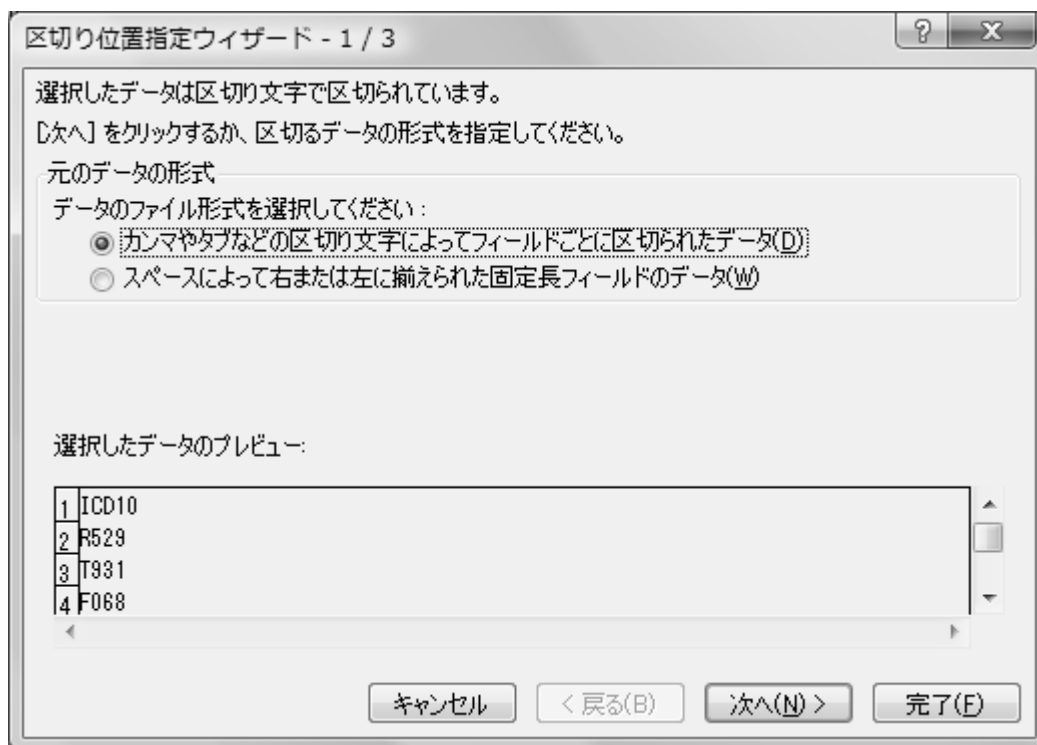 区切り位置指定ウィザード - 1 / 3
選択したデータは区切り文字で区切られています。
[次へ] をクリックするか、区切るデータの形式を指定してください。
元のデータの形式
データのファイル形式を選択してください：
カンマやタブなどの区切り文字によってフィールドごとに区切られたデータ(D)
スペースによって右または左に揃えられた固定長フィールドのデータ(W)
選択したデータのプレビュー:
1 ICD10
2 R529
3 T931
4 F068
キャンセル < 戻る(B) 次へ(N) > 完了(F)